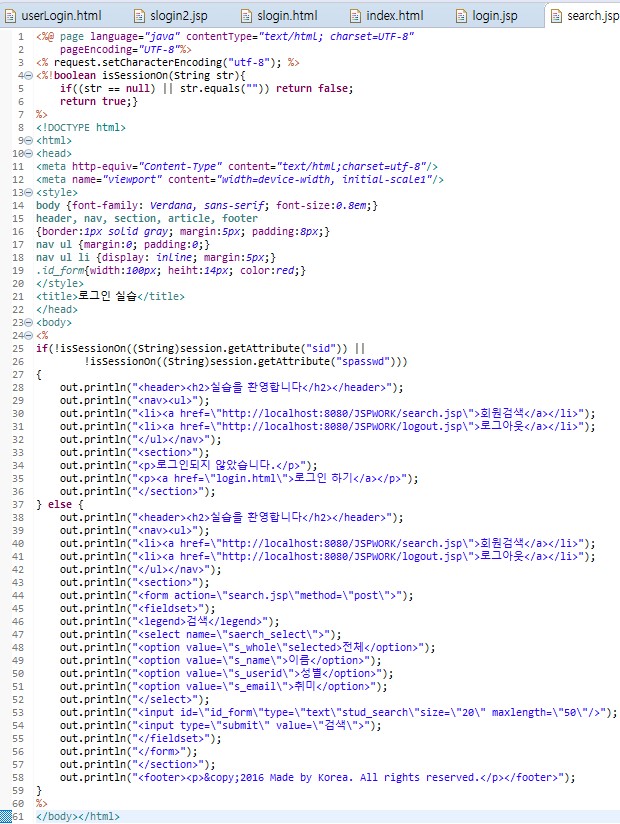 userLogin.html slogin2.jsp slogin.html index.html login.jsp search.jsp
1 <%@ page language="java" contentType="text/html; charset=UTF-8"
2 pageEncoding="UTF-8"%>
3 <% request.setCharacterEncoding("utf-8"); %>
4 <%!boolean isSessionOn(String str){
5 if((str == null) || str.equals("")) return false;
6 return true;}
7 %>
8 <!DOCTYPE html>
9 <html>
10 <head>
11 <meta http-equiv="Content-Type" content="text/html;charset=utf-8"/>
12 <meta name="viewport" content="width=device-width, initial-scale1"/>
13 <style>
14 body {font-family: Verdana, sans-serif; font-size:0.8em;}
15 header, nav, section, article, footer
16 {border:1px solid gray; margin:5px; padding:8px;}
17 nav ul {margin:0; padding:0;}
18 nav ul li {display: inline; margin:5px;}
19 .id_form{width:100px; heiht:14px; color:red;}
20 </style>
21 <title>로그인 실습</title>
22 </head>
23 <body>
24 <%
25 if(!isSessionOn((String)session.getAttribute("sid")) ||
26 !isSessionOn((String)session.getAttribute("spasswd")))
27 {
28 out.println("<header><h2>실습을 환영합니다</h2></header>");
29 out.println("<nav><ul>");
30 out.println("<li><a href=\"http://localhost:8080/JSPWORK/search.jsp\">회원검색</a></li>");
31 out.println("<li><a href=\"http://localhost:8080/JSPWORK/logout.jsp\">로그아웃</a></li>");
32 out.println("</ul></nav>");
33 out.println("<section>");
34 out.println("<p>로그인되지 않았습니다.</p>");
35 out.println("<p><a href=\"login.html\">로그인 하기</a></p>");
36 out.println("</section>");
37 } else {
38 out.println("<header><h2>실습을 환영합니다</h2></header>");
39 out.println("<nav><ul>");
40 out.println("<li><a href=\"http://localhost:8080/JSPWORK/search.jsp\">회원검색</a></li>");
41 out.println("<li><a href=\"http://localhost:8080/JSPWORK/logout.jsp\">로그아웃</a></li>");
42 out.println("</ul></nav>");
43 out.println("<section>");
44 out.println("<form action=\"search.jsp\"method=\"post\">");
45 out.println("<fieldset>");
46 out.println("<legend>검색</legend>");
47 out.println("<select name=\"saerch_select\">");
48 out.println("<option value=\"s_whole\"selected>전체</option>");
49 out.println("<option value=\"s_name\">이름</option>");
50 out.println("<option value=\"s_userid\">성별</option>");
51 out.println("<option value=\"s_email\">취미</option>");
52 out.println("</select>");
53 out.println("<input id=\"id_form\"type=\"text\"stud_search\"size=\"20\" maxlength=\"50\"/>");
54 out.println("<input type=\"submit\" value=\"검색\">");
55 out.println("</fieldset>");
56 out.println("</form>");
57 out.println("</section>");
58 out.println("<footer><p>&copy;2016 Made by Korea. All rights reserved.</p></footer>");
59 }
60 %>
61 </body></html>